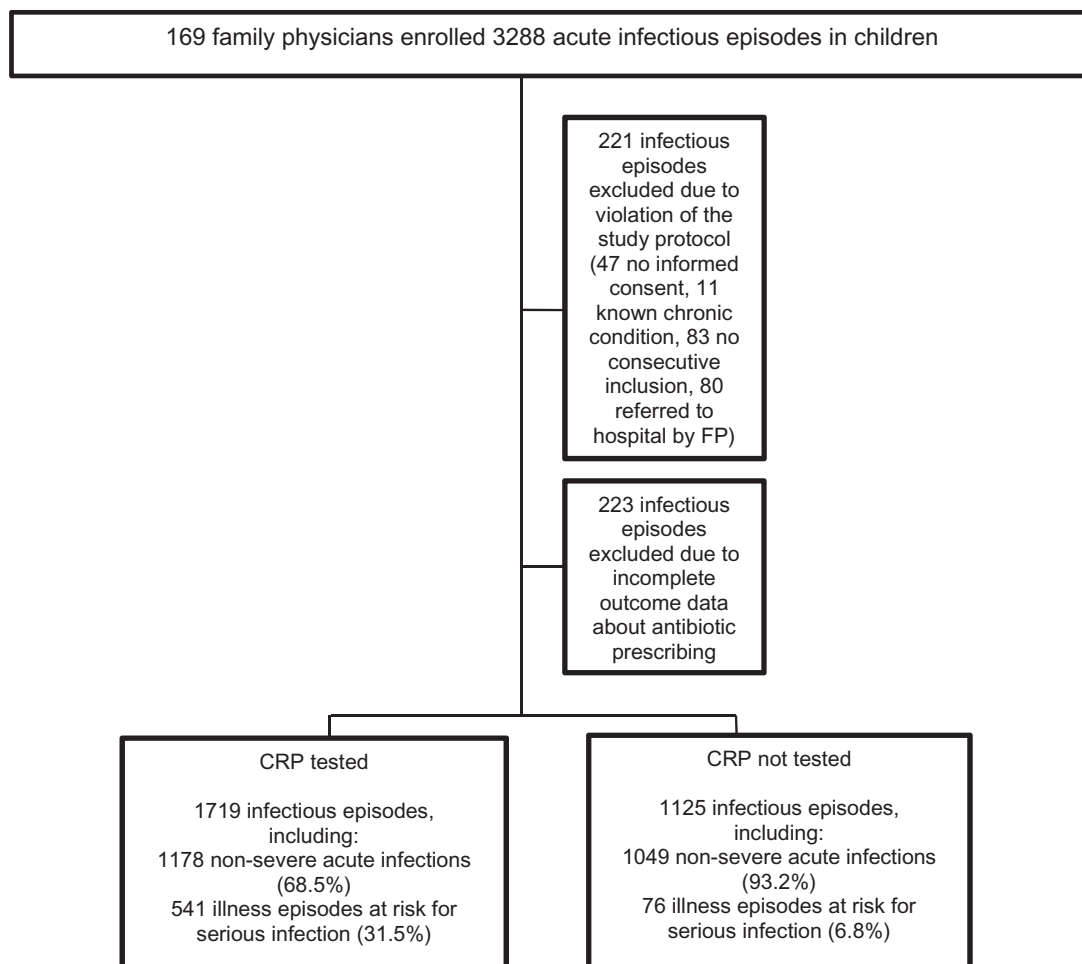 169 family physicians enrolled 3288 acute infectious episodes in children
221 infectious
episodes
excluded due to
violation of the
study protocol
(47 no informed
consent, 11
known chronic
condition, 83 no
consecutive
inclusion, 80
referred to
hospital by FP)
223 infectious
episodes
excluded due to
incomplete
outcome data
about antibiotic
prescribing
CRP tested
1719 infectious episodes,
including:
1178 non-severe acute infections
(68.5%)
541 illness episodes at risk for
serious infection (31.5%)
CRP not tested
1125 infectious episodes,
including:
1049 non-severe acute infections
(93.2%)
76 illness episodes at risk for
serious infection (6.8%)